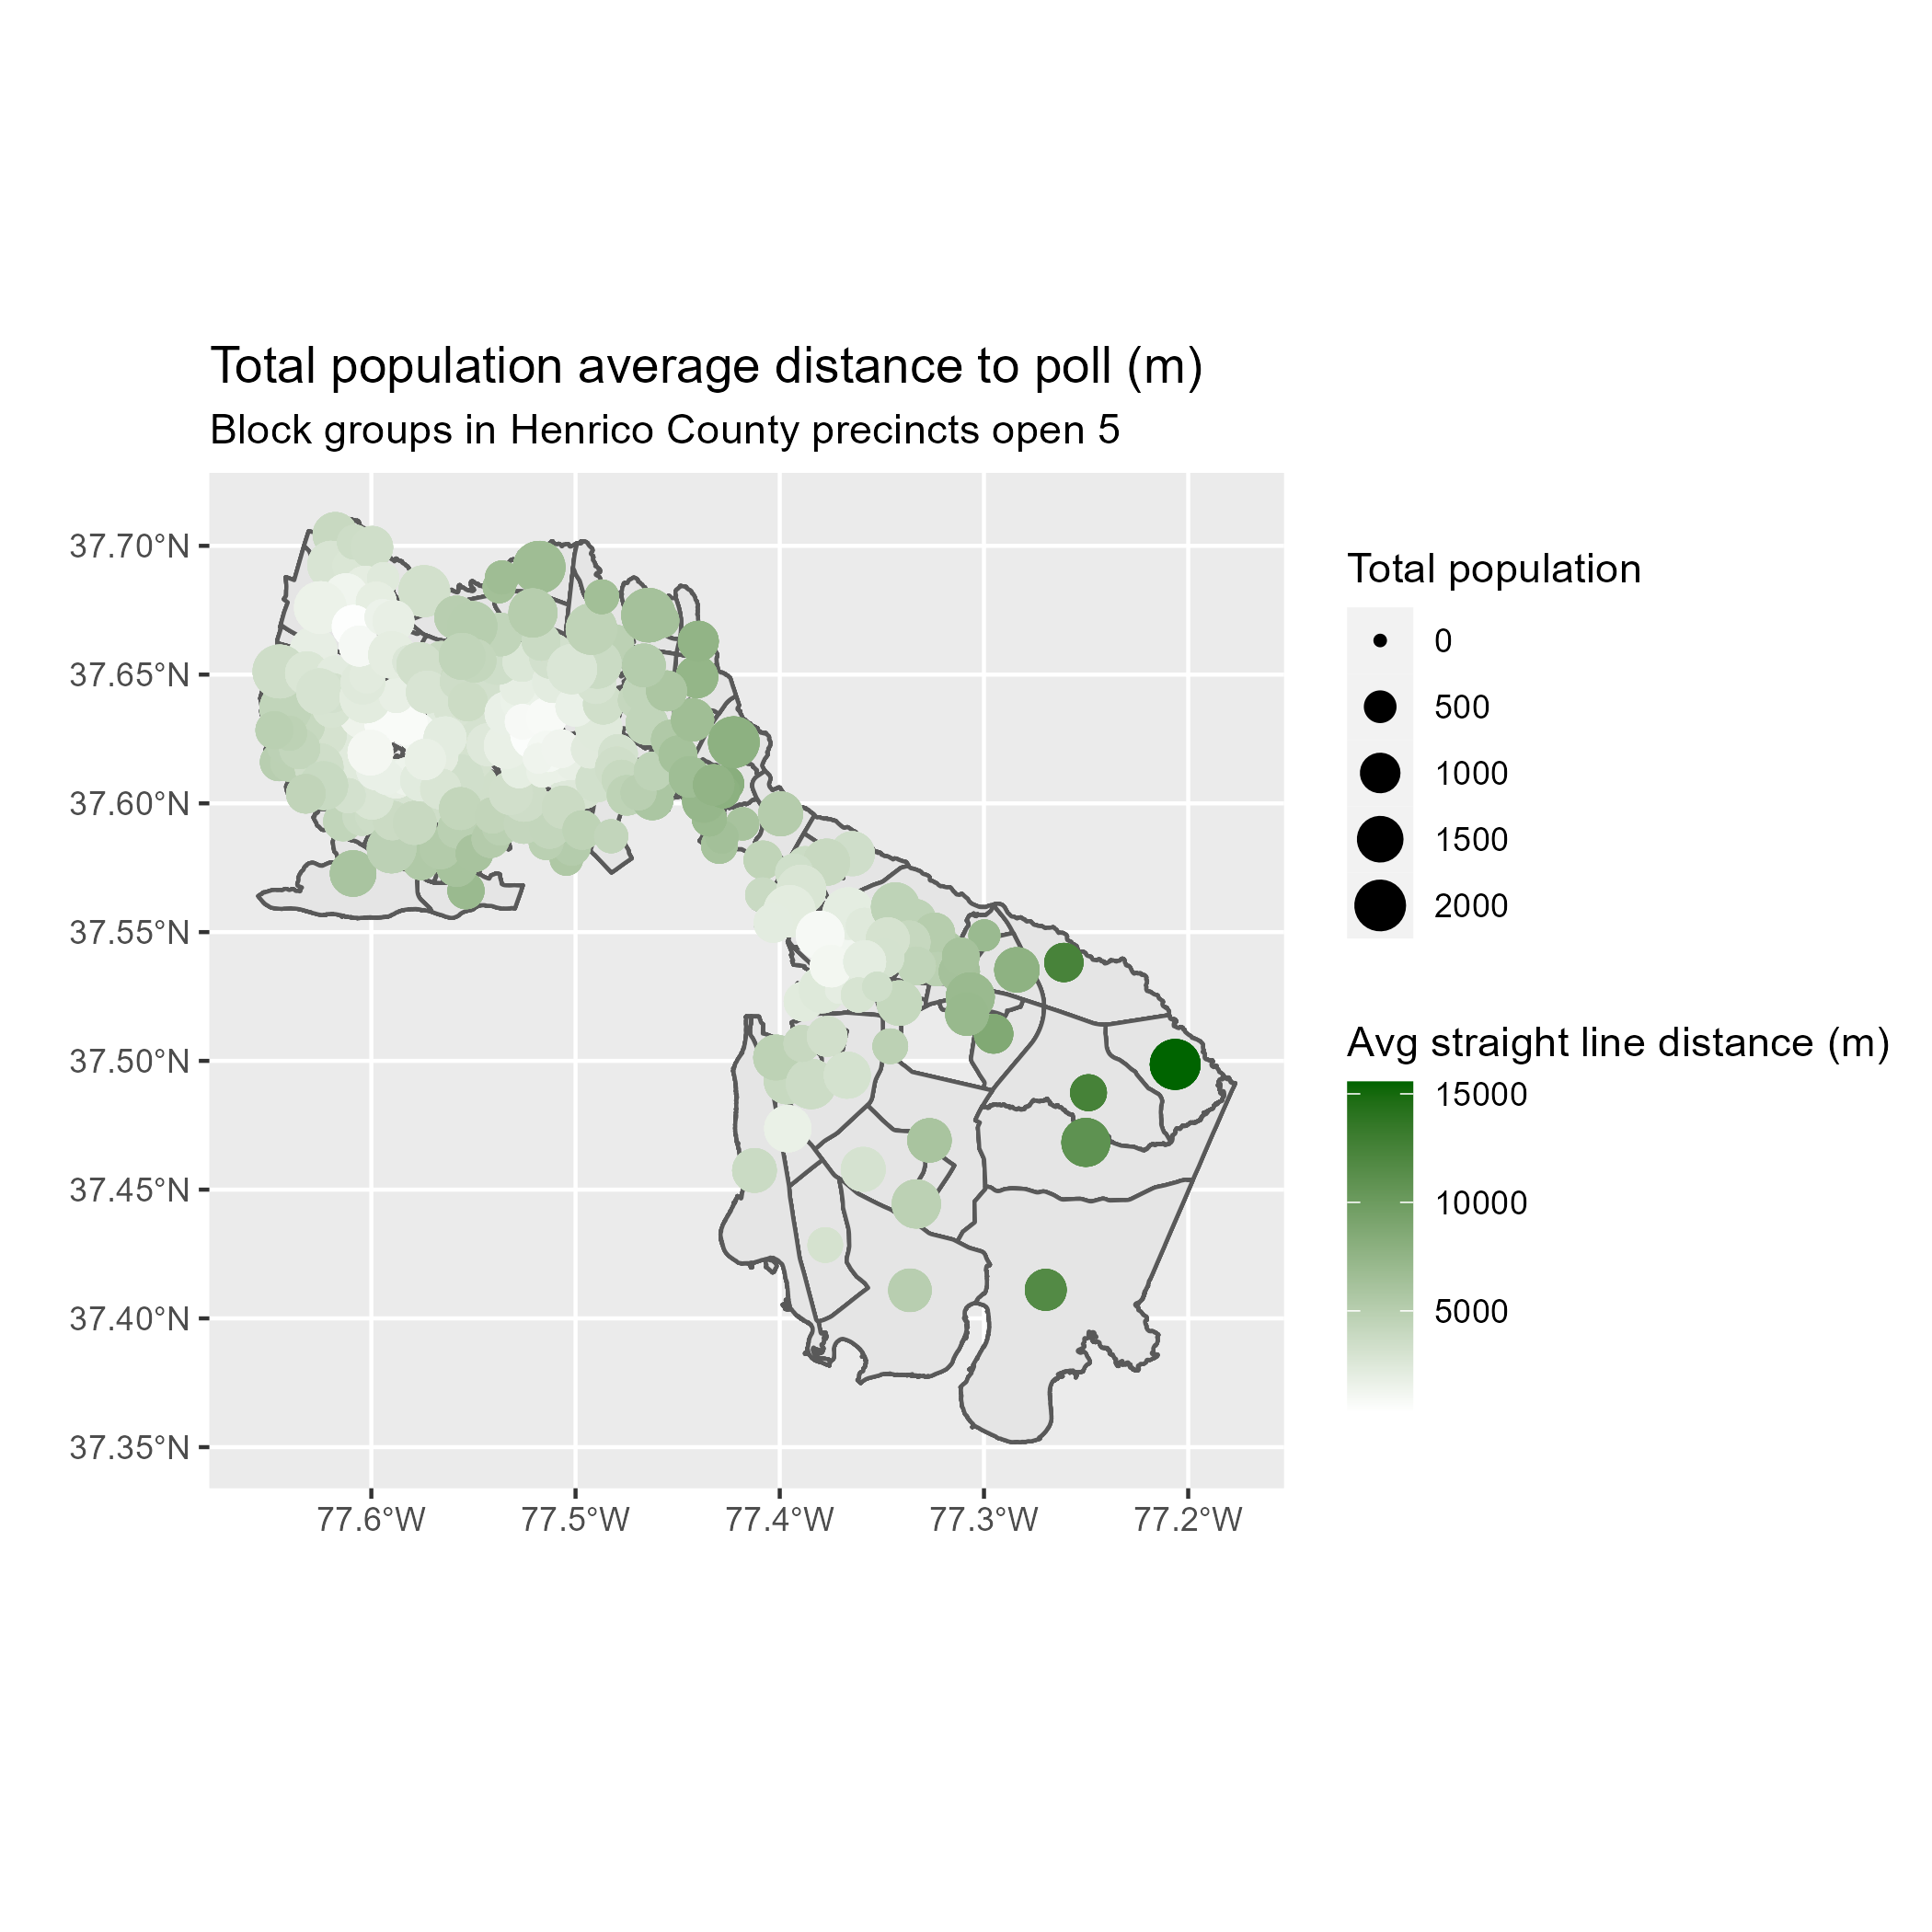 Total population average distance to poll (m)
Block groups in Henrico County precincts open 5
37.70°N
37.65°N
37.60°N
37.55°N
37.50°N
37.45°N
37.40°N
37.35°N
77.6°W
77.5°W
77.4°W
77.3°W
77.2°W
Total population
0
500
1000
1500
2000
Avg straight line distance (m)
15000
10000
5000